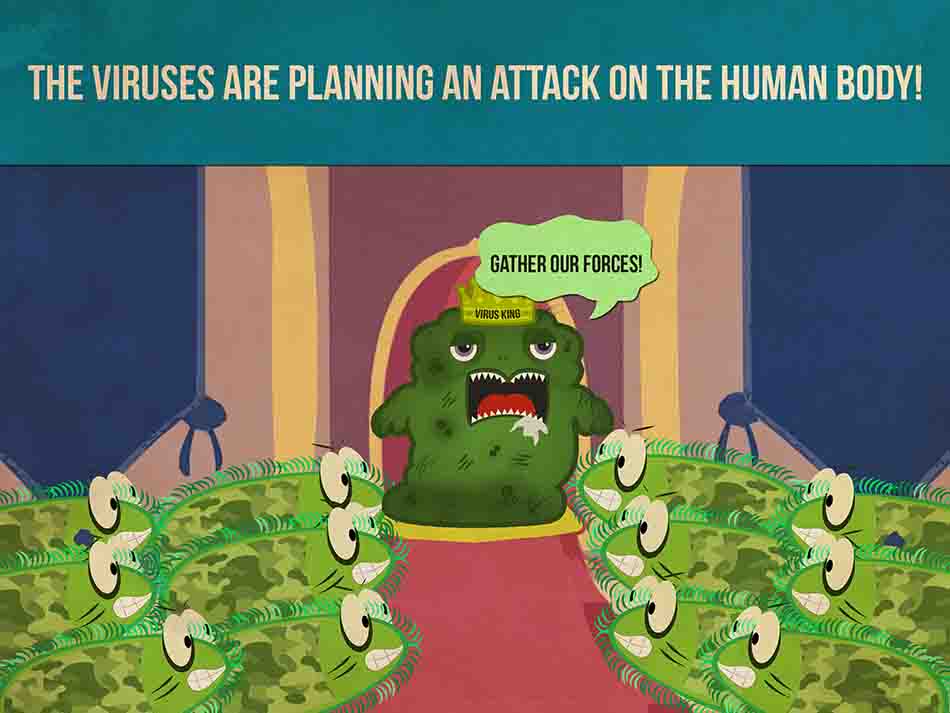 THE VIRUSES ARE PLANNING AN ATTACK ON THE HUMAN BODY!
GATHER OUR FORCES!
VIRUS KING